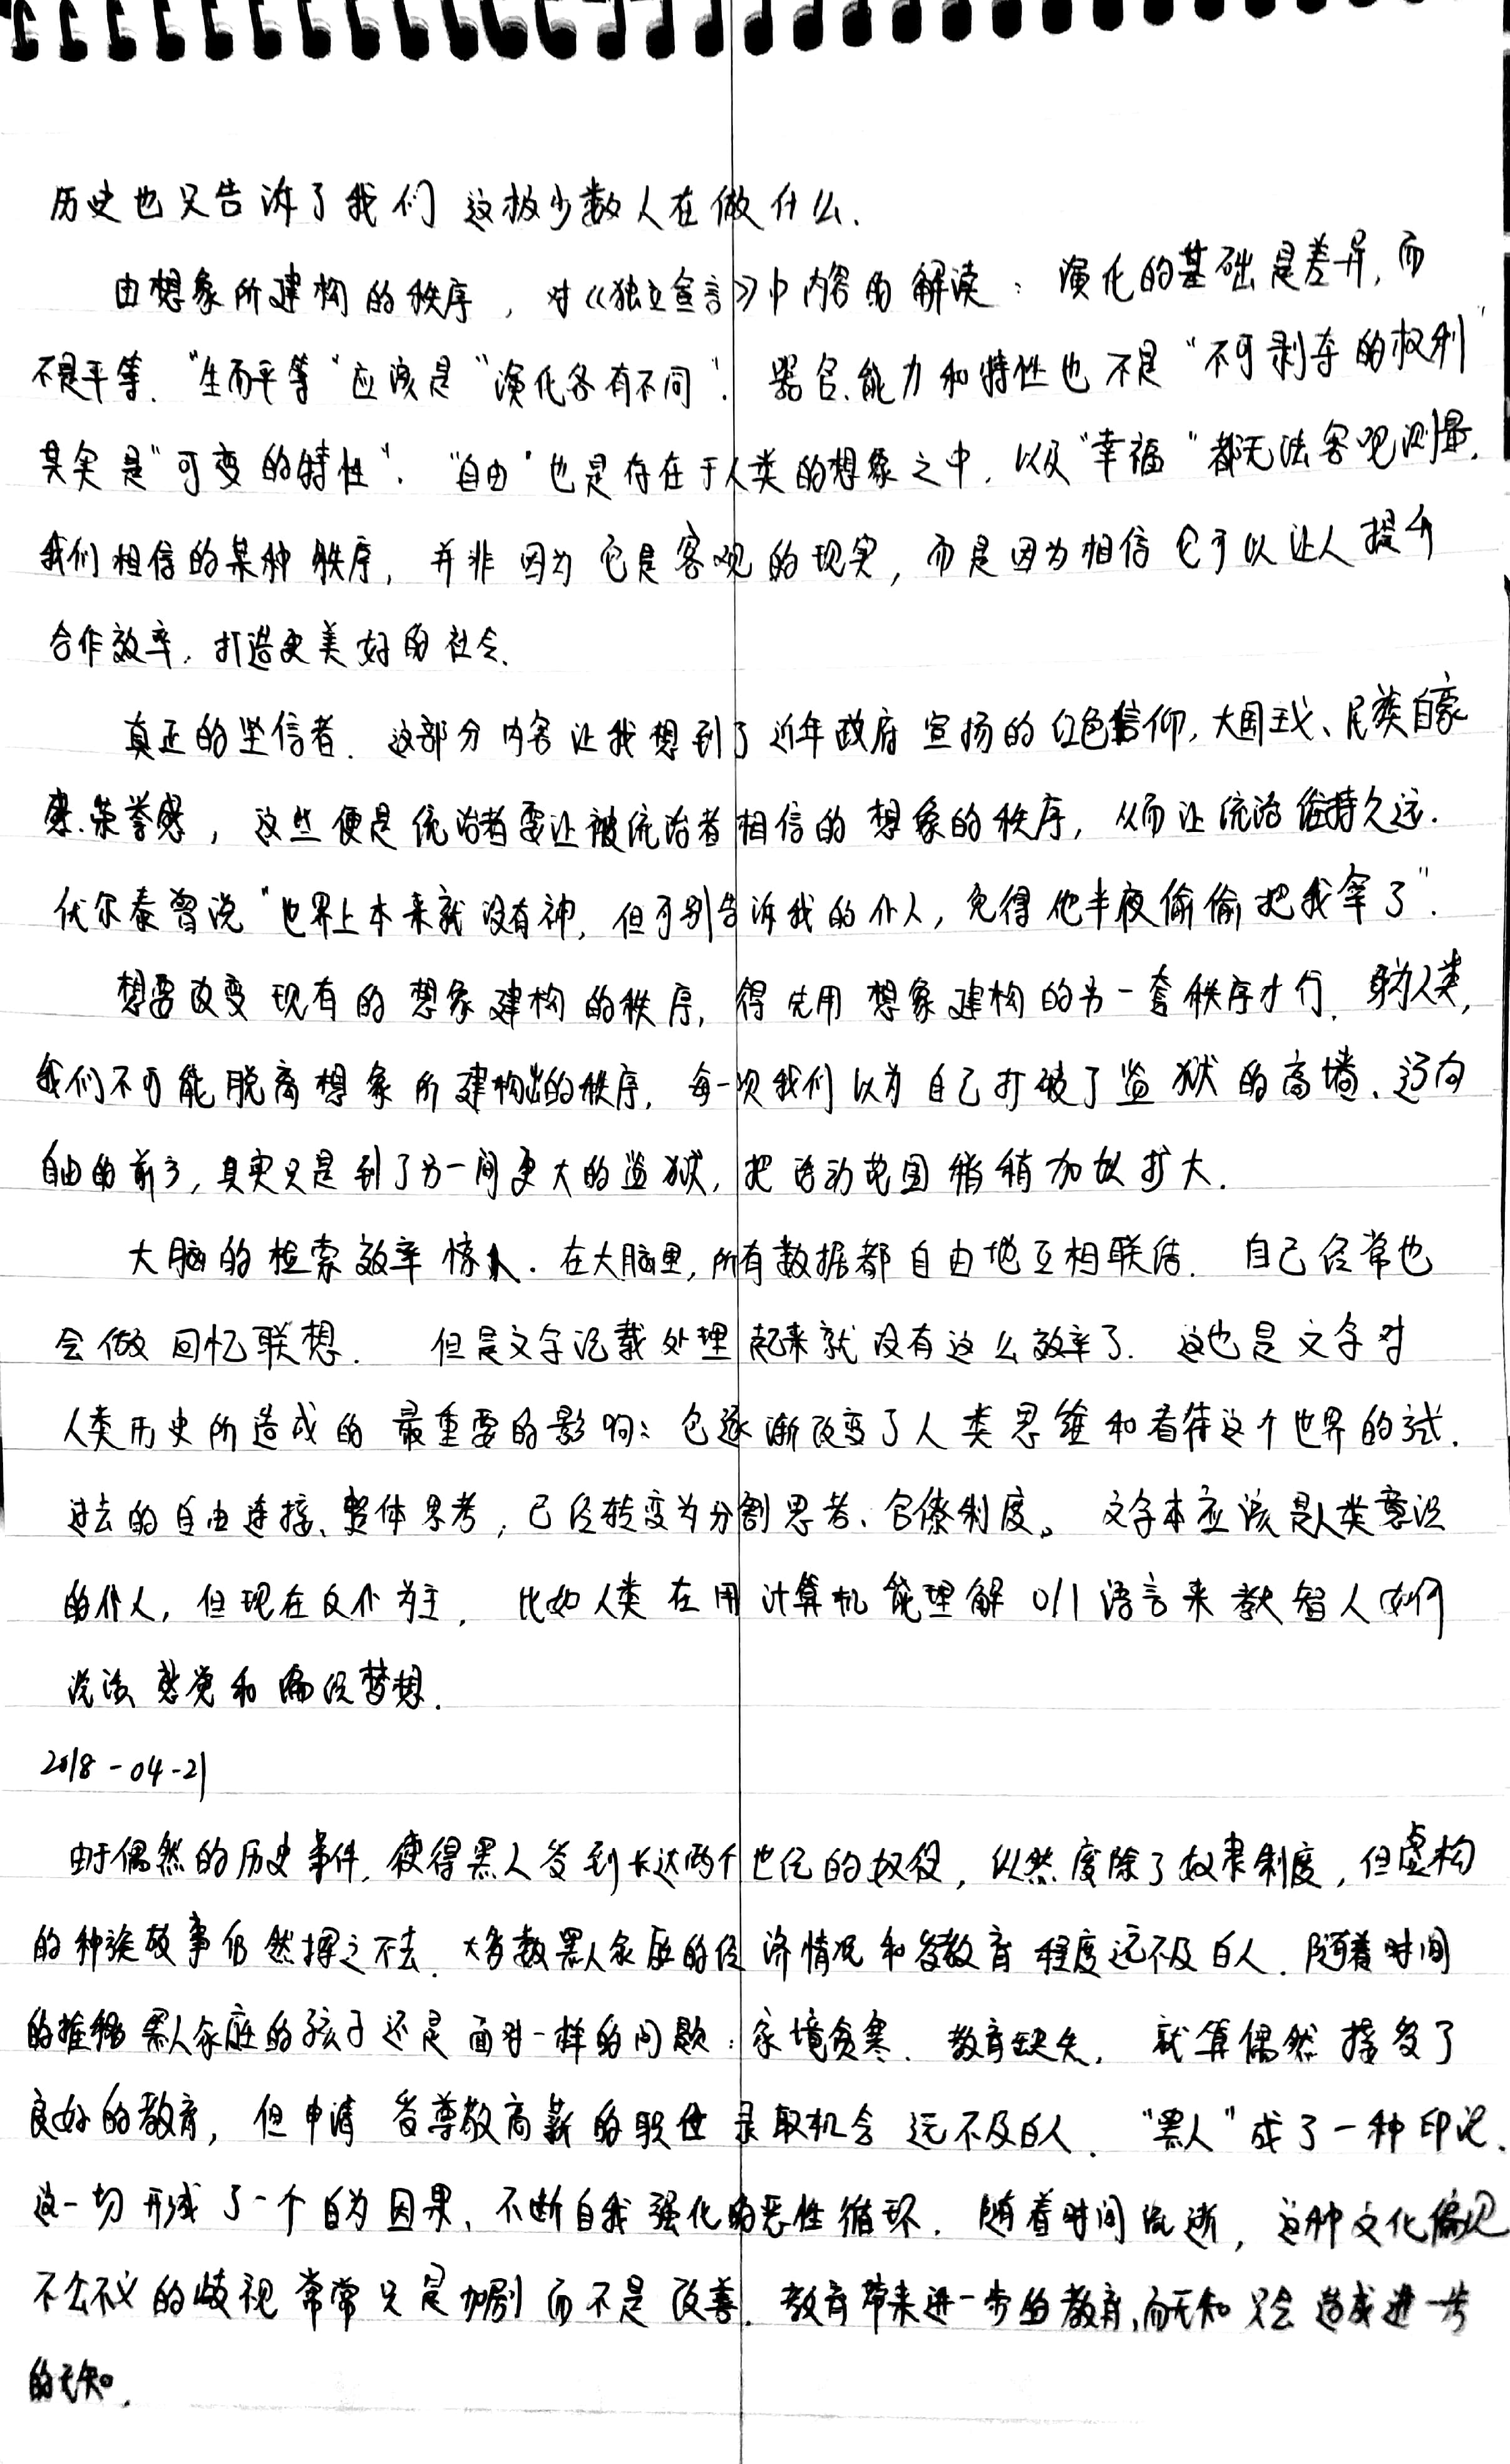 历史也只告诉了我们 这极少数人在做什么.
由想象所建构的秩序，对《独立宣言》中内容的解读：演化的基础是差异,而
不是平等. "生而平等"应该是"演化各有不同". 器官.能力和特性也不是"不可剥夺的权利"
其实是"可变的特性". "自由"也是存在于人类的想象之中. 以及"幸福"都无法客观测量.
我们相信的某种秩序, 并非因为它是客观的现实, 而是因为相信它可以让人提升
合作效率, 打造更美好的社会.
真正的坚信者. 这部分内容让我想到了近年政府宣扬的红色信仰,大国主义、民族自豪
感.荣誉感，这些便是统治者要让被统治者相信的想象的秩序, 从而让统治维持久远.
伏尔泰曾说"世界上本来就没有神, 但可别告诉我的仆人, 免得他半夜偷偷把我宰了".
想要改变现有的想象建构的秩序, 得先用想象建构的另一套秩序才行. 身为人类,
我们不可能脱离想象所建构出的秩序. 每一次我们以为自己打破了监狱的高墙、迈向
自由的前方, 其实只是到了另一间更大的监狱, 把活动范围稍稍加以扩大.
大脑的检索效率惊人. 在大脑里, 所有数据都自由地互相联结. 自己经常也
会做回忆联想. 但是文字记载处理起来就没有这么效率了. 这也是文字对
人类历史所造成的最重要的影响: 它逐渐改变了人类思维和看待这个世界的方式.
过去的自由连接、整体思考, 已经转变为分割思考、官僚制度。 文字本应该是人类意识
的仆人, 但现在反仆为主. 比如人类在用计算机能理解0/1语言来教智人如何
说话 感觉和编织梦想.
2018-04-21
由于偶然的历史事件, 使得黑人受到长达两个世纪的奴役, 纵然废除了奴隶制度, 但虚构
的种族故事仍然挥之不去. 大多数黑人家庭的经济情况和受教育程度远不及白人. 随着时间
的推移 黑人家庭的孩子还是面对一样的问题：家境贫寒. 教育缺失. 就算偶然接受了
良好的教育, 但申请受尊敬高薪的职位录取机会远不及白人. "黑人"成了一种印记.
这一切形成了一个自为因果、不断自我强化的恶性循环. 随着时间流逝, 这种文化偏见
不公不义的歧视常常只是加剧而不是改善. 教育带来进一步的教育,而无知只会造成进一步
的无知.